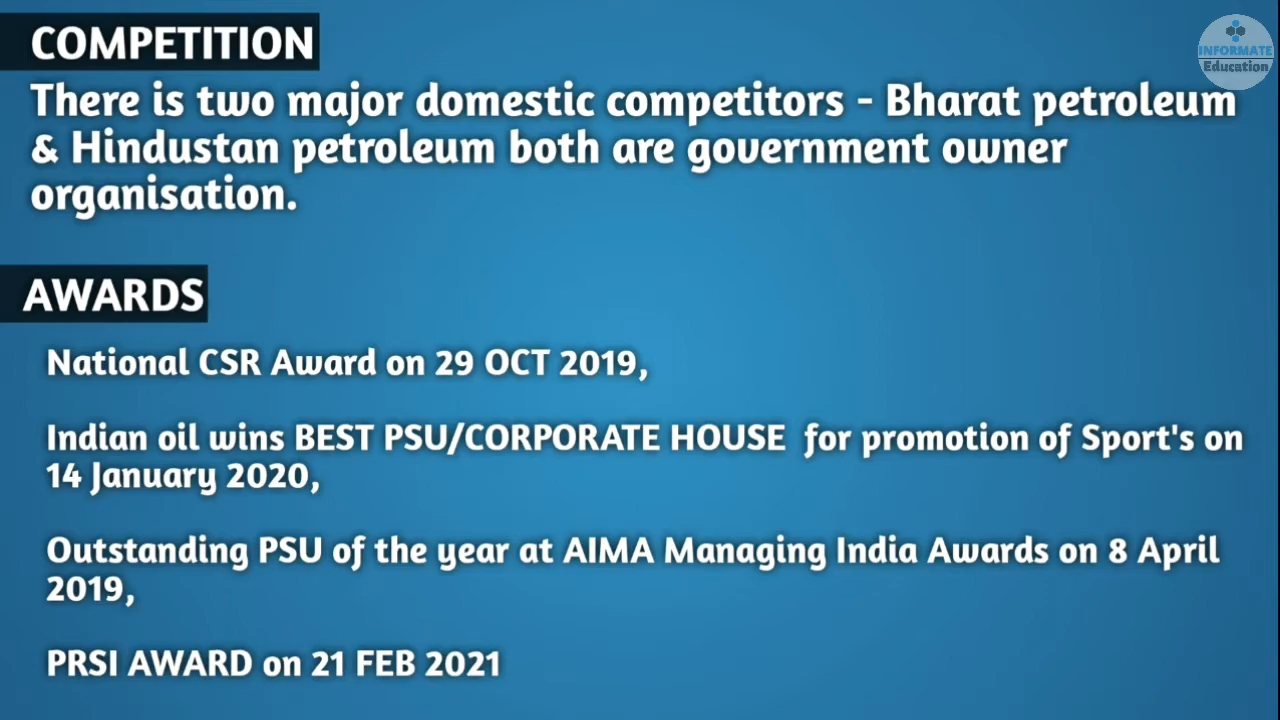 COMPETITION
INFORMATE
Education
There is two major domestic competitors - Bharat petroleum
& Hindustan petroleum both are government owner
organisation.
AWARDS
National CSR Award on 29 OCT 2019,
Indian oil wins BEST PSU/CORPORATE HOUSE for promotion of Sport's on
14 January 2020,
Outstanding PSU of the year at AIMA Managing India Awards on 8 April
2019,
PRSI AWARD on 21 FEB 2021